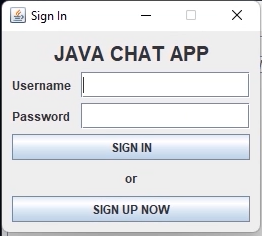 Sign In
JAVA CHAT APP
Username
Password
SIGN IN
or
SIGN UP NOW